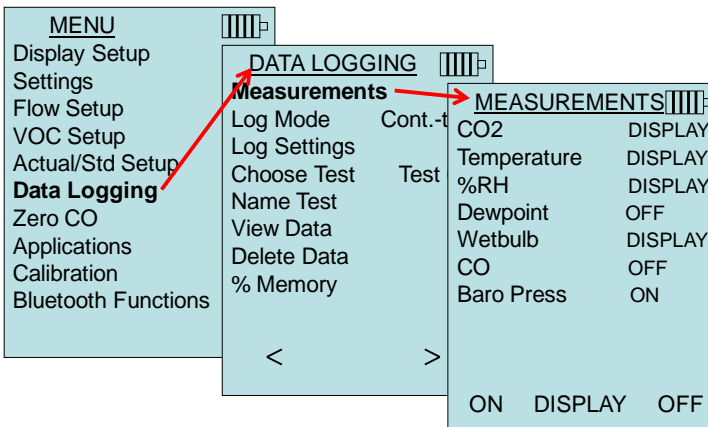 MENU
Display Setup
Settings
Flow Setup
VOC Setup
Actual/Std Setup
Data Logging
Zero CO
Applications
Calibration
Bluetooth Functions
DATA LOGGING
Measurements
Log Mode Cont.-t
Log Settings
Choose Test Test
Name Test
View Data
Delete Data
% Memory
< >
MEASUREMENTS
CO2 DISPLAY
Temperature DISPLAY
%RH DISPLAY
Dewpoint OFF
Wetbulb DISPLAY
CO OFF
Baro Press ON
ON DISPLAY OFF